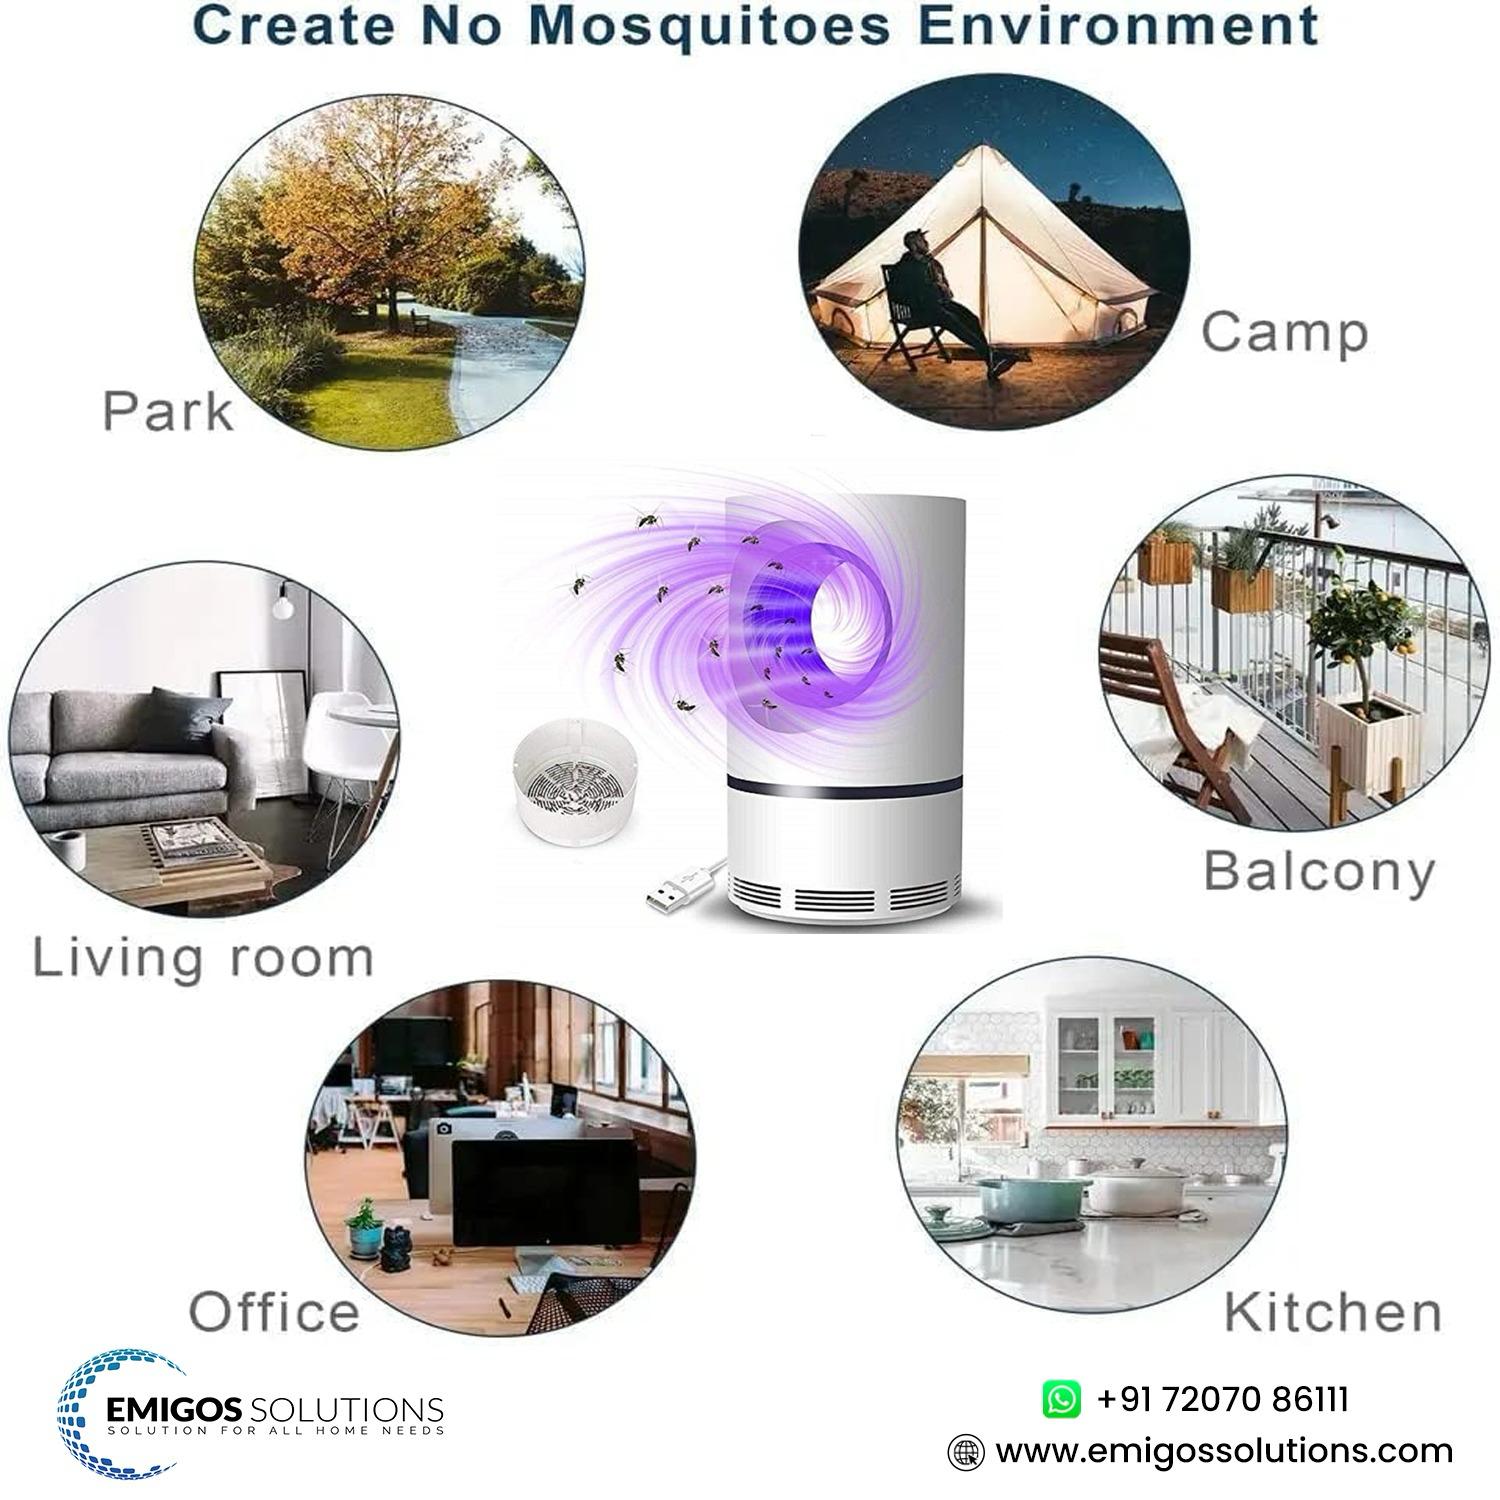 Create No Mosquitoes Environment
Park
Camp
Living room
Balcony
Office
Kitchen
EMIGOS SOLUTIONS
SOLUTION FOR ALL HOME NEEDS
+91 72070 86111
www.emigossolutions.com